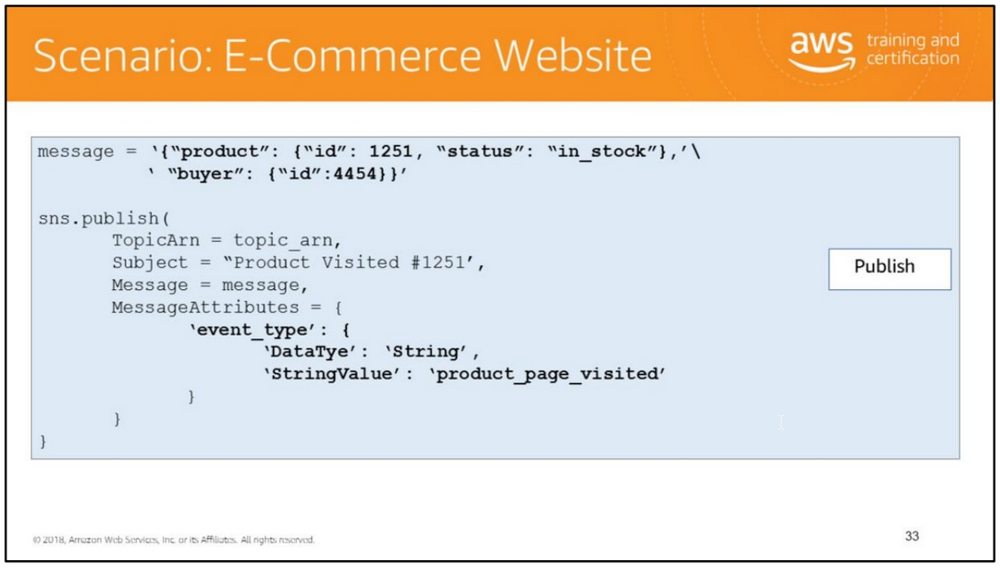 Scenario: E-Commerce Website
aws training and
certification
message = ‘{“product”: {“id”: 1251, “status”: “in_stock”},’\
‘ “buyer”: {“id”:4454}}’
sns.publish(
TopicArn = topic_arn,
Subject = “Product Visited #1251’,
Message = message,
MessageAttributes = {
‘event_type’: {
‘DataTye’: ‘String’,
‘StringValue’: ‘product_page_visited’
}
}
}
Publish
© 2018, Amazon Web Services, Inc. or its Affiliates. All rights reserved.
33